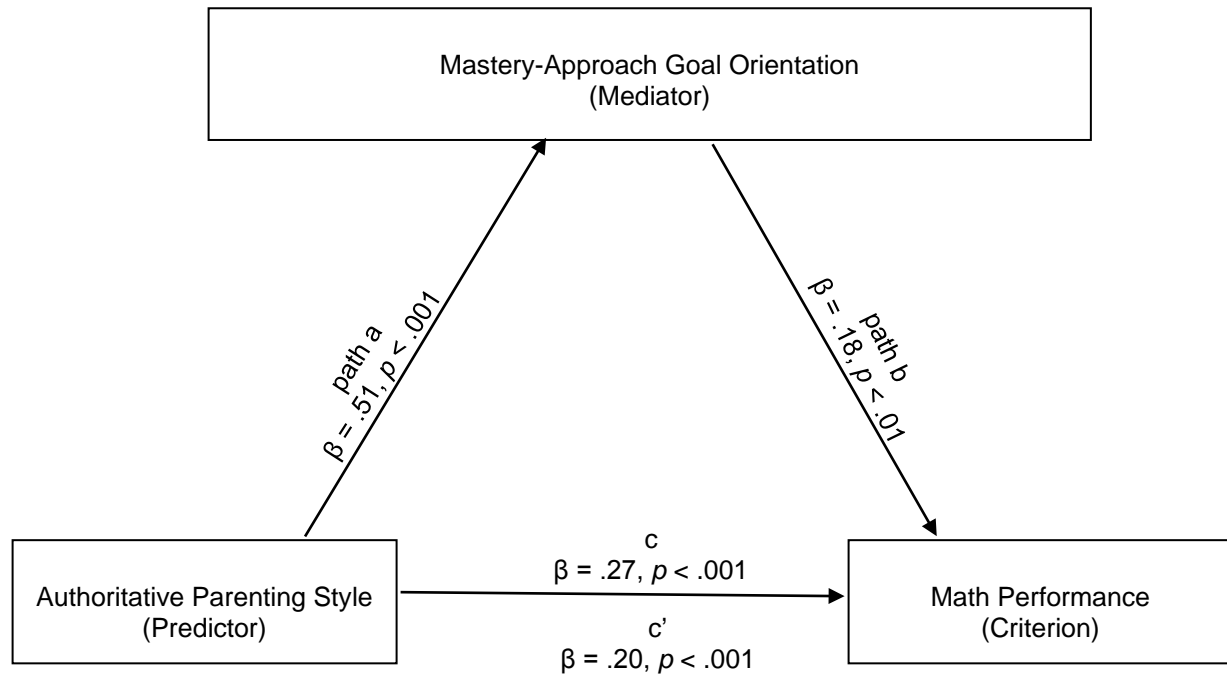 Mastery-Approach Goal Orientation
(Mediator)
path a
β = .51, p < .001
path b
β = .18, p < .01
c
β = .27, p < .001
Authoritative Parenting Style
(Predictor)
c’
β = .20, p < .001
Math Performance
(Criterion)